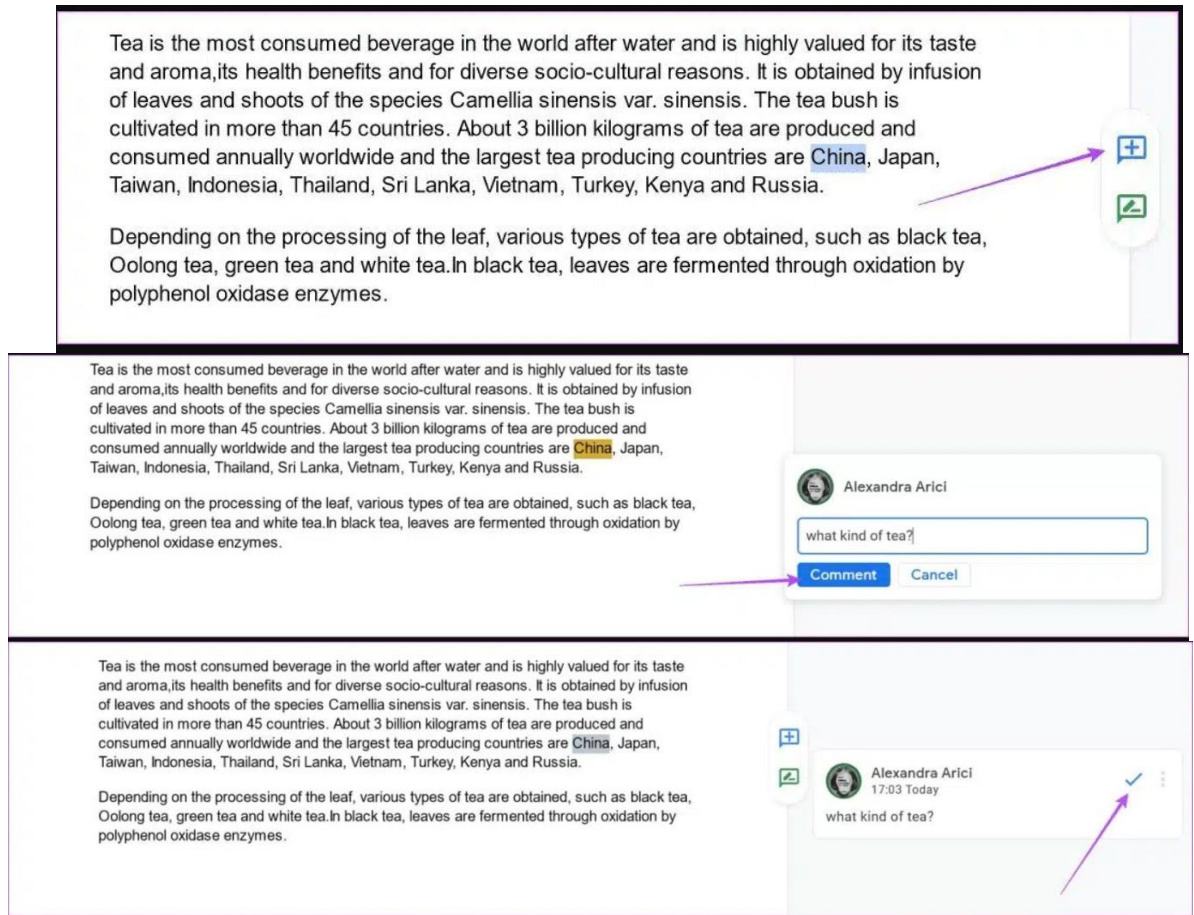 Tea is the most consumed beverage in the world after water and is highly valued for its taste
and aroma,its health benefits and for diverse socio-cultural reasons. It is obtained by infusion
of leaves and shoots of the species Camellia sinensis var. sinensis. The tea bush is
cultivated in more than 45 countries. About 3 billion kilograms of tea are produced and
consumed annually worldwide and the largest tea producing countries are China, Japan,
Taiwan, Indonesia, Thailand, Sri Lanka, Vietnam, Turkey, Kenya and Russia.
Depending on the processing of the leaf, various types of tea are obtained, such as black tea,
Oolong tea, green tea and white tea.In black tea, leaves are fermented through oxidation by
polyphenol oxidase enzymes.
Tea is the most consumed beverage in the world after water and is highly valued for its taste
and aroma,its health benefits and for diverse socio-cultural reasons. It is obtained by infusion
of leaves and shoots of the species Camellia sinensis var. sinensis. The tea bush is
cultivated in more than 45 countries. About 3 billion kilograms of tea are produced and
consumed annually worldwide and the largest tea producing countries are China, Japan,
Taiwan, Indonesia, Thailand, Sri Lanka, Vietnam, Turkey, Kenya and Russia.
Depending on the processing of the leaf, various types of tea are obtained, such as black tea,
Oolong tea, green tea and white tea.In black tea, leaves are fermented through oxidation by
polyphenol oxidase enzymes.
Alexandra Arici
what kind of tea?
Comment Cancel
Tea is the most consumed beverage in the world after water and is highly valued for its taste
and aroma,its health benefits and for diverse socio-cultural reasons. It is obtained by infusion
of leaves and shoots of the species Camellia sinensis var. sinensis. The tea bush is
cultivated in more than 45 countries. About 3 billion kilograms of tea are produced and
consumed annually worldwide and the largest tea producing countries are China, Japan,
Taiwan, Indonesia, Thailand, Sri Lanka, Vietnam, Turkey, Kenya and Russia.
Depending on the processing of the leaf, various types of tea are obtained, such as black tea,
Oolong tea, green tea and white tea.In black tea, leaves are fermented through oxidation by
polyphenol oxidase enzymes.
Alexandra Arici
17:03 Today
what kind of tea?